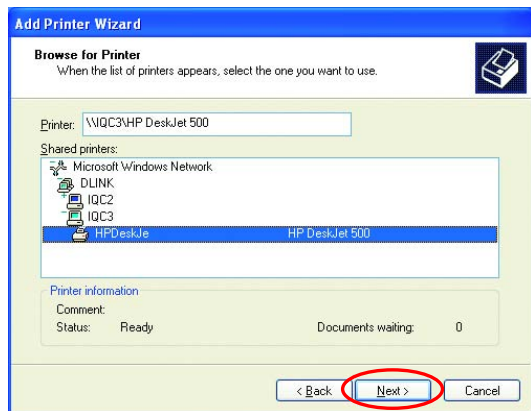 Add Printer Wizard
Browse for Printer
When the list of printers appears, select the one you want to use.
Printer: \\IQC3\HP DeskJet 500
Shared printers:
Microsoft Windows Network
DLINK
IQC2
IQC3
HPDeskJe HP DeskJet 500
Printer information
Comment:
Status: Ready Documents waiting: 0
< Back Next > Cancel